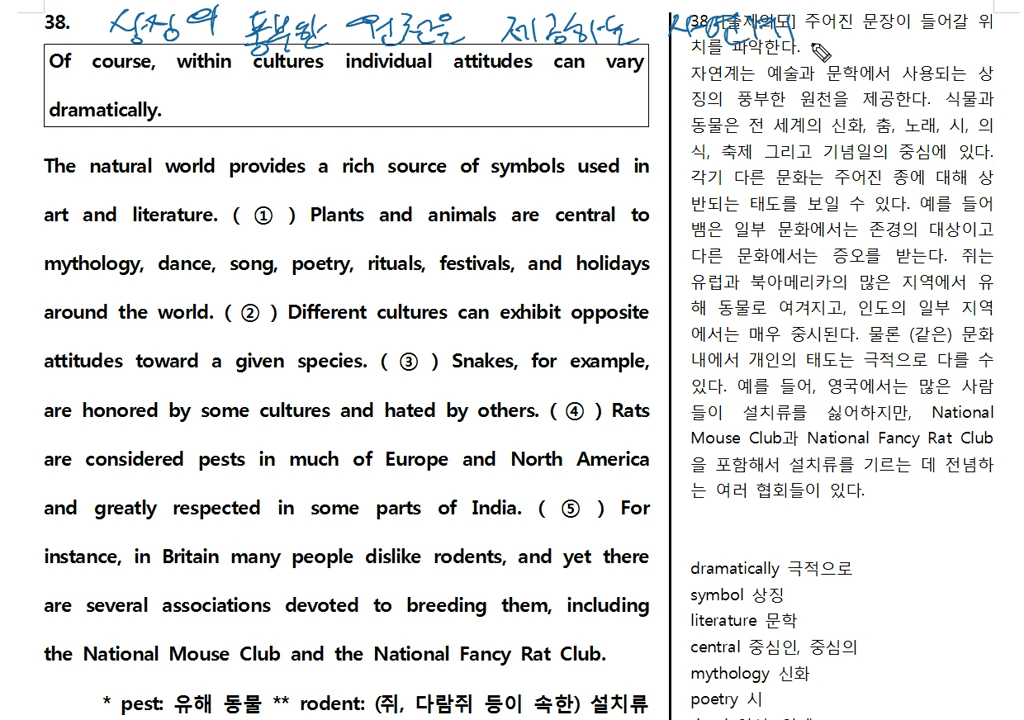 38. 상징의 풍부한 원천을 제공하는 자연세계
Of course, within cultures individual attitudes can vary
dramatically.
The natural world provides a rich source of symbols used in
art and literature. ( ① ) Plants and animals are central to
mythology, dance, song, poetry, rituals, festivals, and holidays
around the world. ( ② ) Different cultures can exhibit opposite
attitudes toward a given species. ( ③ ) Snakes, for example,
are honored by some cultures and hated by others. ( ④ ) Rats
are considered pests in much of Europe and North America
and greatly respected in some parts of India. ( ⑤ ) For
instance, in Britain many people dislike rodents, and yet there
are several associations devoted to breeding them, including
the National Mouse Club and the National Fancy Rat Club.
* pest: 유해 동물 ** rodent: (쥐, 다람쥐 등이 속한) 설치류
38 [출제의도] 주어진 문장이 들어갈 위
치를 파악한다.
자연계는 예술과 문학에서 사용되는 상
징의 풍부한 원천을 제공한다. 식물과
동물은 전 세계의 신화, 춤, 노래, 시, 의
식, 축제 그리고 기념일의 중심에 있다.
각기 다른 문화는 주어진 종에 대해 상
반되는 태도를 보일 수 있다. 예를 들어
뱀은 일부 문화에서는 존경의 대상이고
다른 문화에서는 증오를 받는다. 쥐는
유럽과 북아메리카의 많은 지역에서 유
해 동물로 여겨지고, 인도의 일부 지역
에서는 매우 중시된다. 물론 (같은) 문화
내에서 개인의 태도는 극적으로 다를 수
있다. 예를 들어, 영국에서는 많은 사람
들이 설치류를 싫어하지만, National
Mouse Club과 National Fancy Rat Club
을 포함해서 설치류를 기르는 데 전념하
는 여러 협회들이 있다.
dramatically 극적으로
symbol 상징
literature 문학
central 중심인, 중심의
mythology 신화
poetry 시